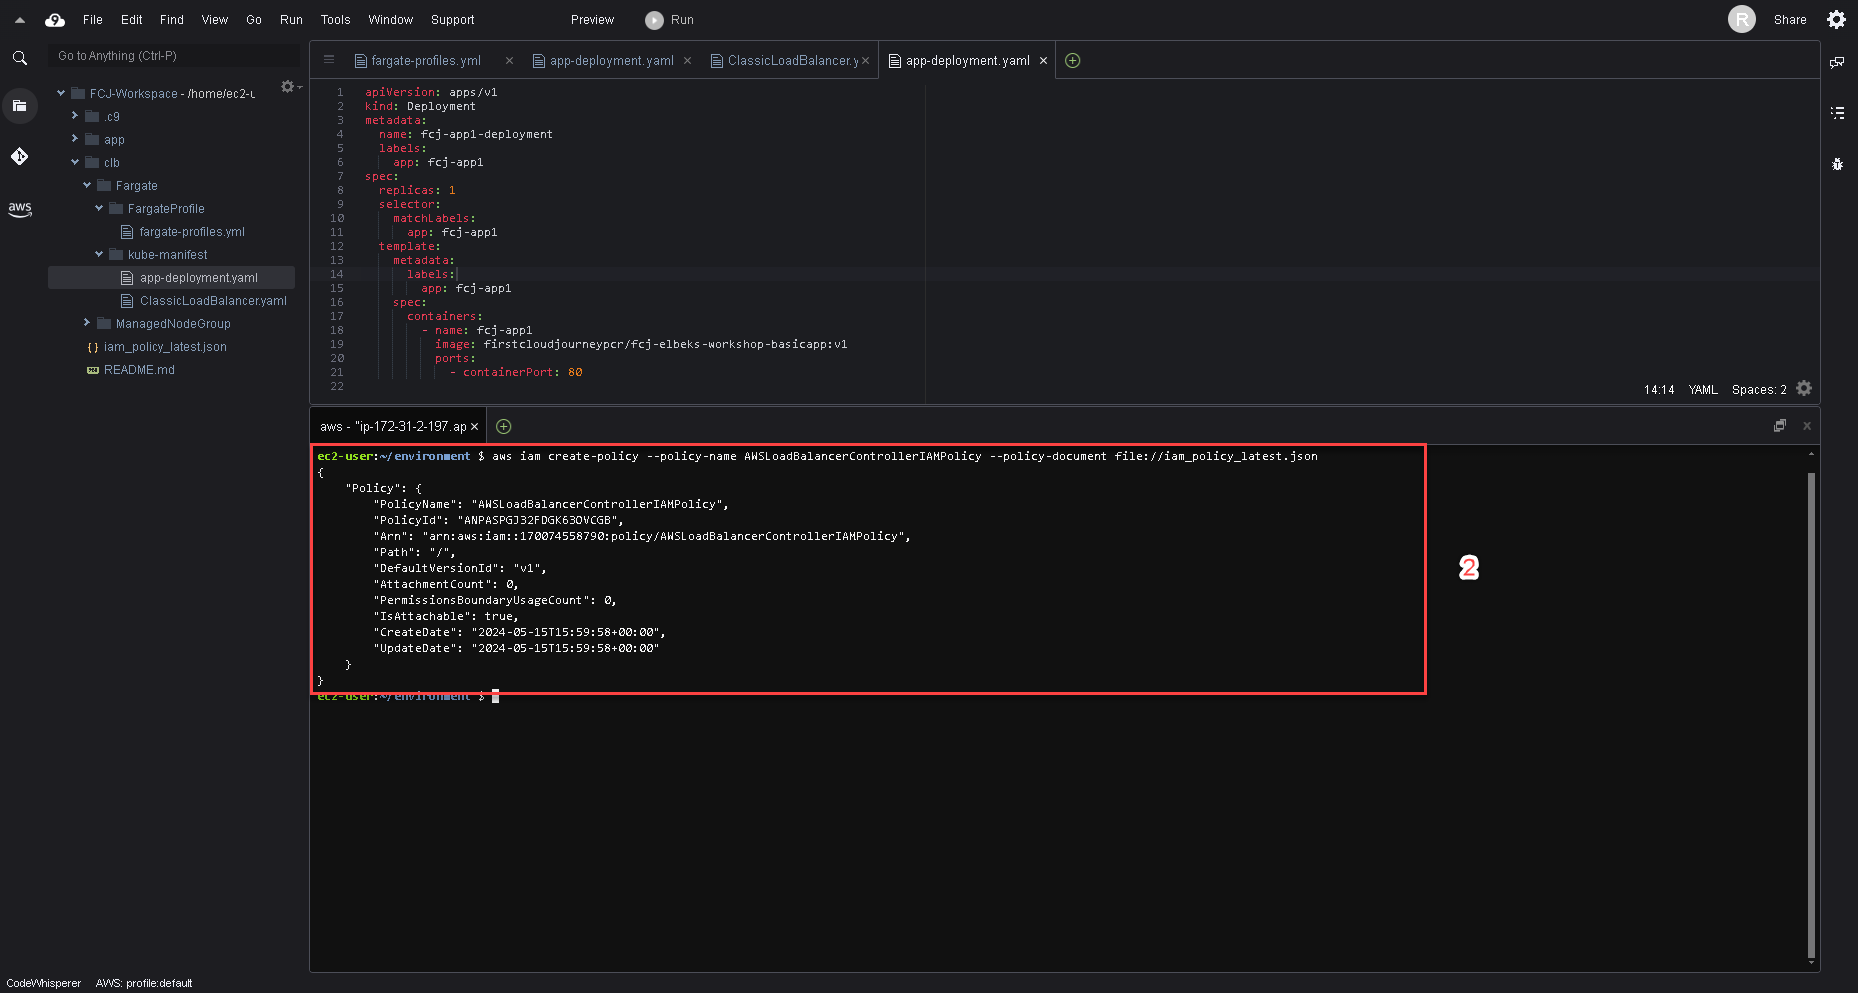 File Edit Find View Go Run Tools Window Support Preview Run R Share
Go to Anything (Ctrl-P)
FCJ-Workspace - /home/ec2-u
.c9
app
clb
Fargate
FargateProfile
fargate-profiles.yml
kube-manifest
app-deployment.yaml
ClassicLoadBalancer.yaml
ManagedNodeGroup
iam_policy_latest.json
README.md
aws
fargate-profiles.yml app-deployment.yaml ClassicLoadBalancer.y app-deployment.yaml
1 apiVersion: apps/v1
2 kind: Deployment
3 metadata:
4 name: fcj-app1-deployment
5 labels:
6 app: fcj-app1
7 spec:
8 replicas: 1
9 selector:
10 matchLabels:
11 app: fcj-app1
12 template:
13 metadata:
14 labels:
15 app: fcj-app1
16 spec:
17 containers:
18 - name: fcj-app1
19 image: firstcloudjourneypcr/fcj-elbeks-workshop-basicapp:v1
20 ports:
21 - containerPort: 80
22
14:14 YAML Spaces: 2
aws - "ip-172-31-2-197.ap
ec2-user:~/environment $ aws iam create-policy --policy-name AWSLoadBalancerControllerIAMPolicy --policy-document file://iam_policy_latest.json
{
"Policy": {
"PolicyName": "AWSLoadBalancerControllerIAMPolicy",
"PolicyId": "ANPASPGJ32FDGK63OVCGB",
"Arn": "arn:aws:iam::170074558790:policy/AWSLoadBalancerControllerIAMPolicy",
"Path": "/",
"DefaultVersionId": "v1",
"AttachmentCount": 0,
"PermissionsBoundaryUsageCount": 0,
"IsAttachable": true,
"CreateDate": "2024-05-15T15:59:58+00:00",
"UpdateDate": "2024-05-15T15:59:58+00:00"
}
}
ec2-user:~/environment $
2
CodeWhisperer AWS: profile:default